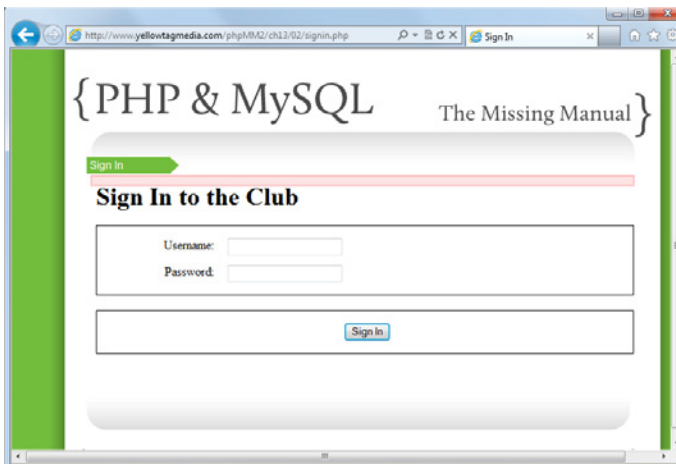 http://www.yellowtagmedia.com/phpMM2/ch13/02/signin.php
Sign In
{PHP & MySQL
The Missing Manual}
Sign In
Sign In to the Club
Username:
Password:
Sign In